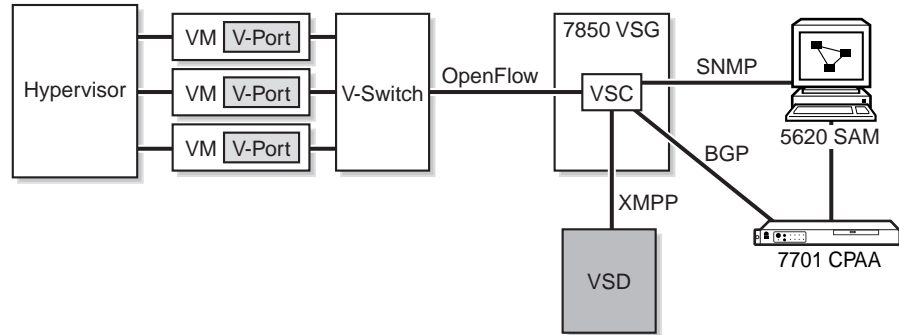 Hypervisor
VM V-Port
VM V-Port
VM V-Port
V-Switch
OpenFlow
7850 VSG
VSC
SNMP
5620 SAM
BGP
XMPP
7701 CPAA
VSD